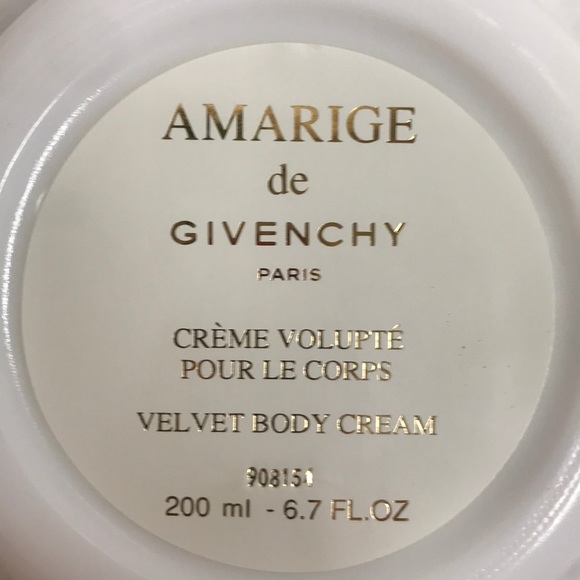 AMARIGE
de
GIVENCHY
PARIS
CRÈME VOLUPTÉ
POUR LE CORPS
VELVET BODY CREAM
908151
200 ml - 6.7 FL.OZ